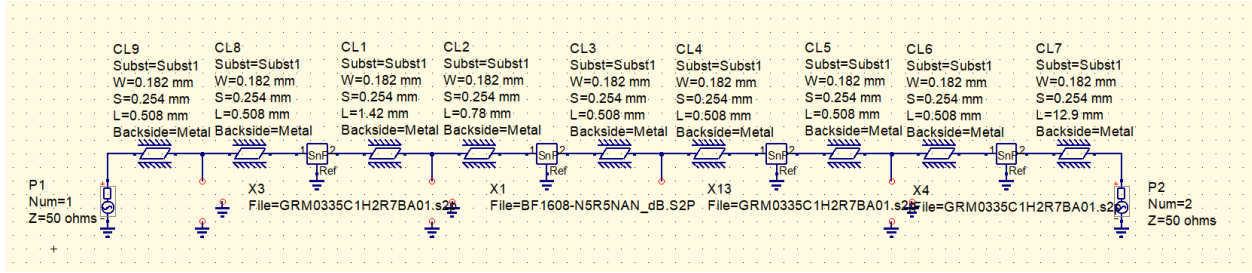 CL9
Subst=Subst1
W=0.182 mm
S=0.254 mm
L=0.508 mm
Backside=Metal
CL8
Subst=Subst1
W=0.182 mm
S=0.254 mm
L=0.508 mm
Backside=Metal
CL1
Subst=Subst1
W=0.182 mm
S=0.254 mm
L=1.42 mm
Backside=Metal
CL2
Subst=Subst1
W=0.182 mm
S=0.254 mm
L=0.78 mm
Backside=Metal
CL3
Subst=Subst1
W=0.182 mm
S=0.254 mm
L=0.508 mm
Backside=Metal
CL4
Subst=Subst1
W=0.182 mm
S=0.254 mm
L=0.508 mm
Backside=Metal
CL5
Subst=Subst1
W=0.182 mm
S=0.254 mm
L=0.508 mm
Backside=Metal
CL6
Subst=Subst1
W=0.182 mm
S=0.254 mm
L=0.508 mm
Backside=Metal
CL7
Subst=Subst1
W=0.182 mm
S=0.254 mm
L=12.9 mm
Backside=Metal
1 SnP 2
Ref
1 SnP 2
Ref
1 SnP 2
Ref
1 SnP 2
Ref
P1
Num=1
Z=50 ohms
X3
File=GRM0335C1H2R7BA01.s2p
X1
File=BF1608-N5R5NAN_dB.S2P
X13
File=GRM0335C1H2R7BA01.s2p
X4
File=GRM0335C1H2R7BA01.s2p
P2
Num=2
Z=50 ohms